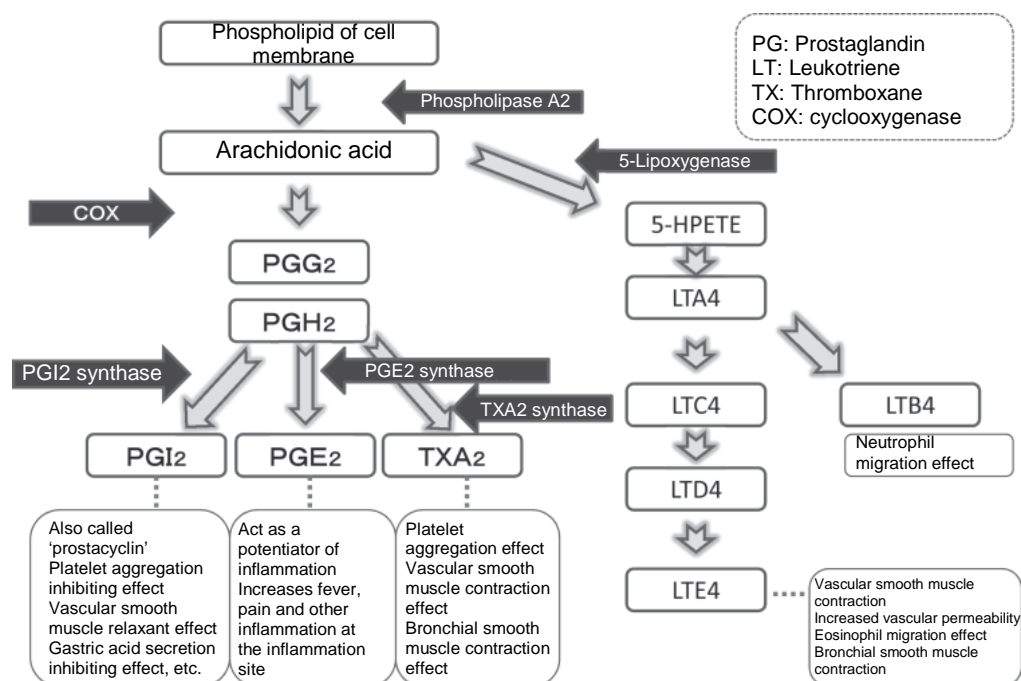 Phospholipid of cell
membrane
PG: Prostaglandin
LT: Leukotriene
TX: Thromboxane
COX: cyclooxygenase
Phospholipase A2
Arachidonic acid
5-Lipoxygenase
COX
5-HPETE
PGG2
LTA4
PGH2
PGI2 synthase
PGE2 synthase
TXA2 synthase
LTC4
LTB4
Neutrophil
migration effect
PGI2
PGE2
TXA2
LTD4
Also called
‘prostacyclin’
Platelet aggregation
inhibiting effect
Vascular smooth
muscle relaxant effect
Gastric acid secretion
inhibiting effect, etc.
Act as a
potentiator of
inflammation
Increases fever,
pain and other
inflammation at
the inflammation
site
Platelet
aggregation effect
Vascular smooth
muscle contraction
effect
Bronchial smooth
muscle contraction
effect
LTE4
Vascular smooth muscle
contraction
Increased vascular permeability
Eosinophil migration effect
Bronchial smooth muscle
contraction